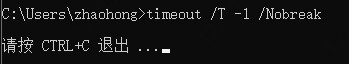 C:\Users\zhaohong>timeout /T -1 /Nobreak
请按 CTRL+C 退出 ...